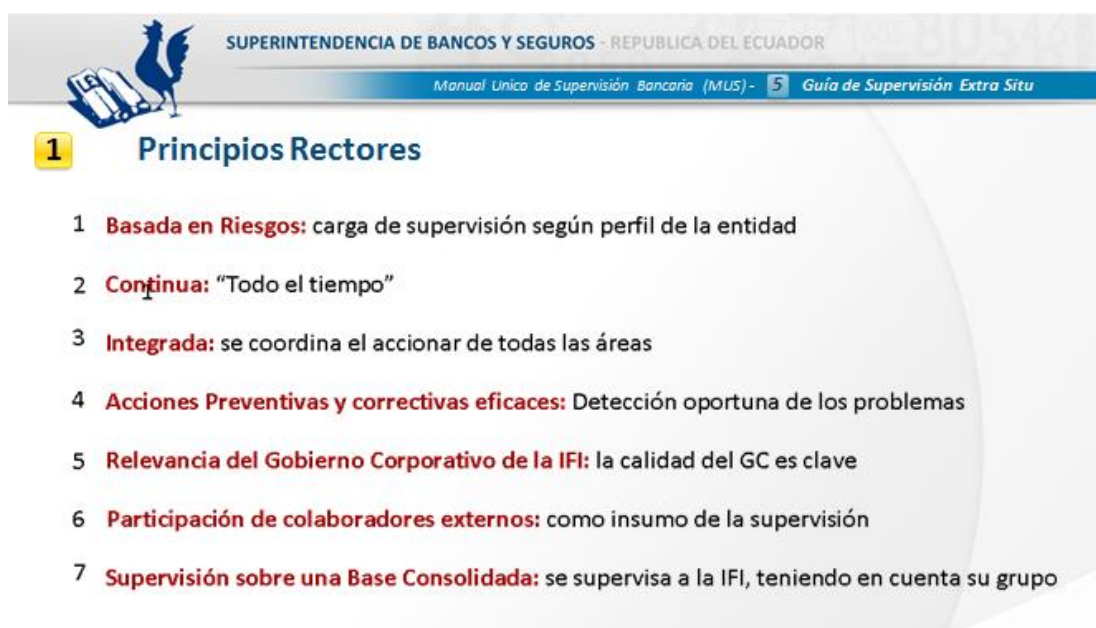 SUPERINTENDENCIA DE BANCOS Y SEGUROS - REPUBLICA DEL ECUADOR
Manual Unico de Supervisión Bancaria (MUS) - 5 Guía de Supervisión Extra Situ
1 Principios Rectores
1 Basada en Riesgos: carga de supervisión según perfil de la entidad
2 Continua: “Todo el tiempo”
3 Integrada: se coordina el accionar de todas las áreas
4 Acciones Preventivas y correctivas eficaces: Detección oportuna de los problemas
5 Relevancia del Gobierno Corporativo de la IFI: la calidad del GC es clave
6 Participación de colaboradores externos: como insumo de la supervisión
7 Supervisión sobre una Base Consolidada: se supervisa a la IFI, teniendo en cuenta su grupo